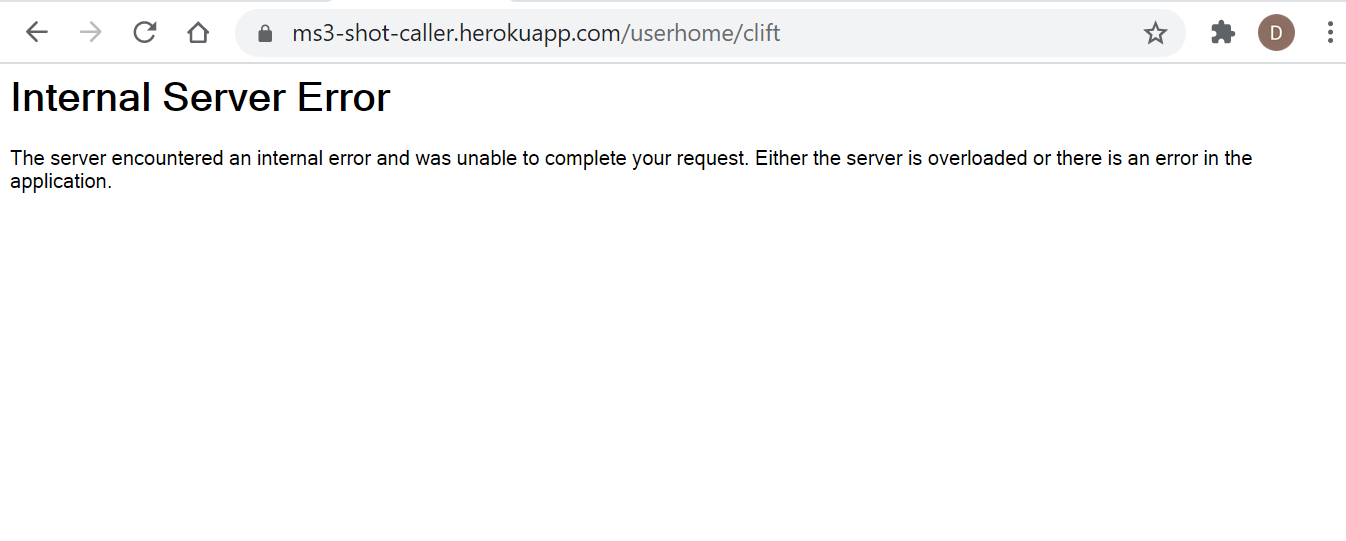 ms3-shot-caller.herokuapp.com/userhome/clift
D
Internal Server Error
The server encountered an internal error and was unable to complete your request. Either the server is overloaded or there is an error in the
application.